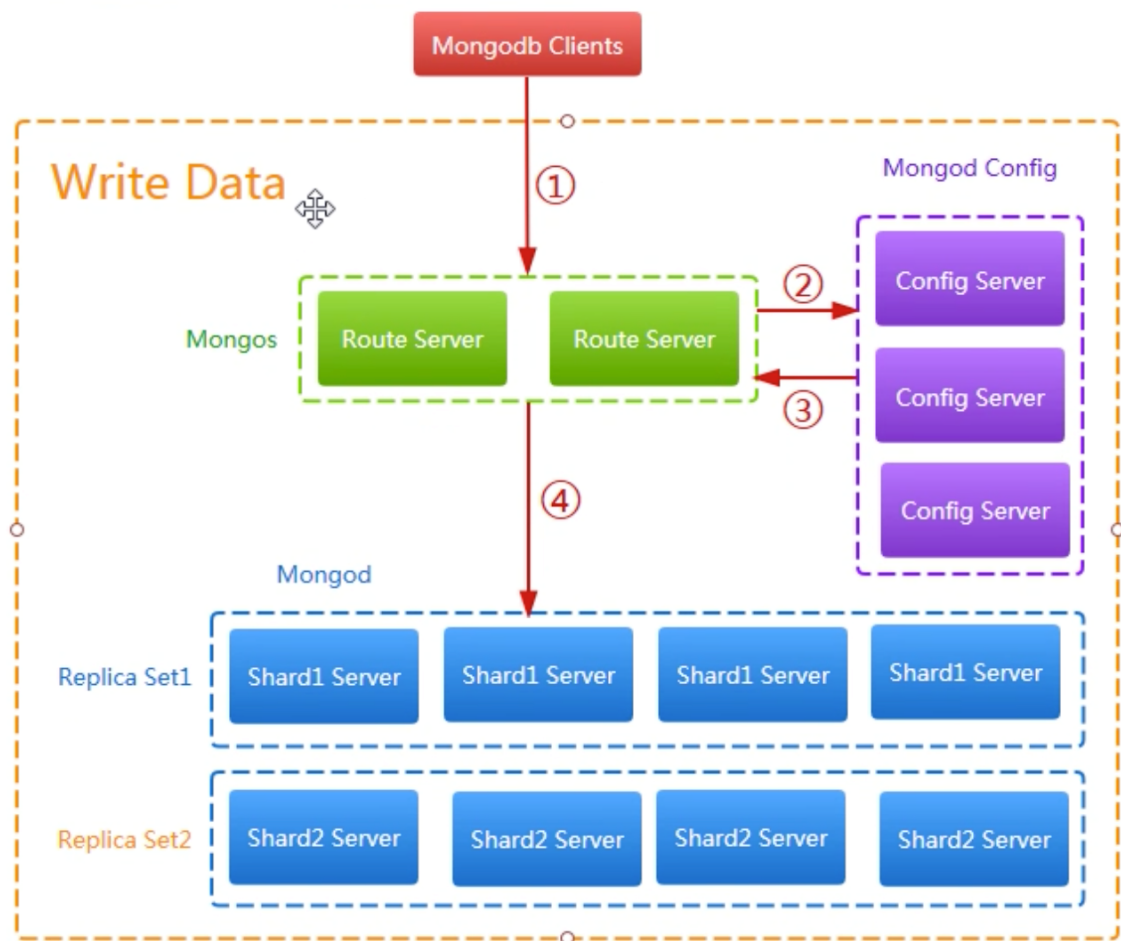 Mongodb Clients
Write Data
①
Mongod Config
②
Config Server
Mongos
Route Server
Route Server
③
Config Server
④
Config Server
Mongod
Replica Set1
Shard1 Server
Shard1 Server
Shard1 Server
Shard1 Server
Replica Set2
Shard2 Server
Shard2 Server
Shard2 Server
Shard2 Server